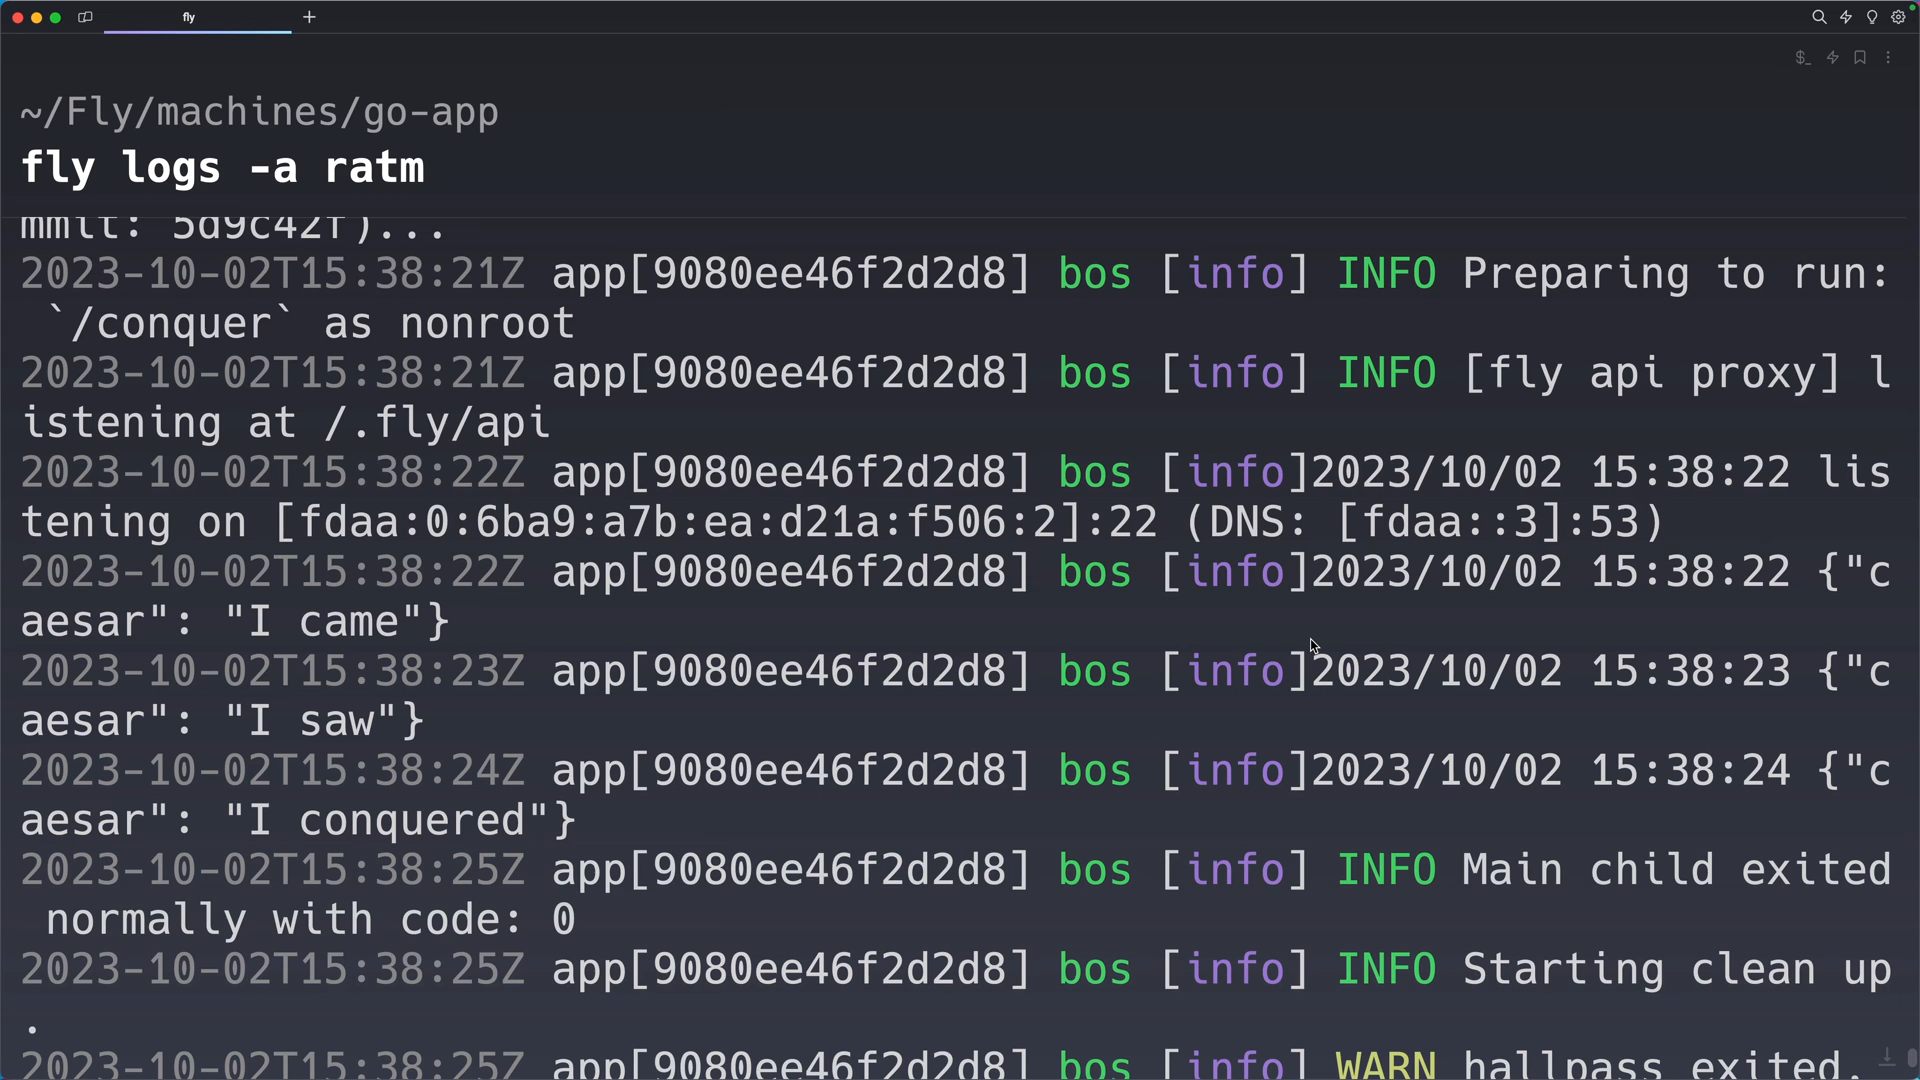 fly
~/Fly/machines/go-app
fly logs -a ratm
mmit: 5d9c42f)...
2023-10-02T15:38:21Z app[9080ee46f2d2d8] bos [info] INFO Preparing to run:
`/conquer` as nonroot
2023-10-02T15:38:21Z app[9080ee46f2d2d8] bos [info] INFO [fly api proxy] l
istening at /.fly/api
2023-10-02T15:38:22Z app[9080ee46f2d2d8] bos [info]2023/10/02 15:38:22 lis
tening on [fdaa:0:6ba9:a7b:ea:d21a:f506:2]:22 (DNS: [fdaa::3]:53)
2023-10-02T15:38:22Z app[9080ee46f2d2d8] bos [info]2023/10/02 15:38:22 {"c
aesar": "I came"}
2023-10-02T15:38:23Z app[9080ee46f2d2d8] bos [info]2023/10/02 15:38:23 {"c
aesar": "I saw"}
2023-10-02T15:38:24Z app[9080ee46f2d2d8] bos [info]2023/10/02 15:38:24 {"c
aesar": "I conquered"}
2023-10-02T15:38:25Z app[9080ee46f2d2d8] bos [info] INFO Main child exited
normally with code: 0
2023-10-02T15:38:25Z app[9080ee46f2d2d8] bos [info] INFO Starting clean up
.
2023-10-02T15:38:25Z app[9080ee46f2d2d8] bos [info] WARN hallpass exited,